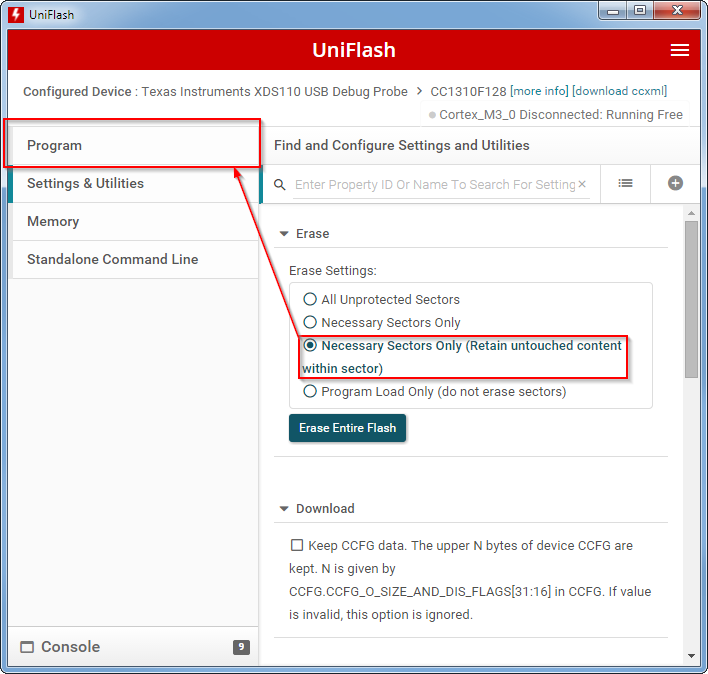 UniFlash
UniFlash
Configured Device : Texas Instruments XDS110 USB Debug Probe > CC1310F128 [more info] [download ccxml]
Cortex_M3_0 Disconnected: Running Free
Program
Settings & Utilities
Memory
Standalone Command Line
Find and Configure Settings and Utilities
Enter Property ID Or Name To Search For Setting
Erase
Erase Settings:
All Unprotected Sectors
Necessary Sectors Only
Necessary Sectors Only (Retain untouched content
within sector)
Program Load Only (do not erase sectors)
Erase Entire Flash
Download
Keep CCFG data. The upper N bytes of device CCFG are
kept. N is given by
CCFG.CCFG_O_SIZE_AND_DIS_FLAGS[31:16] in CCFG. If value
is invalid, this option is ignored.
Console 9